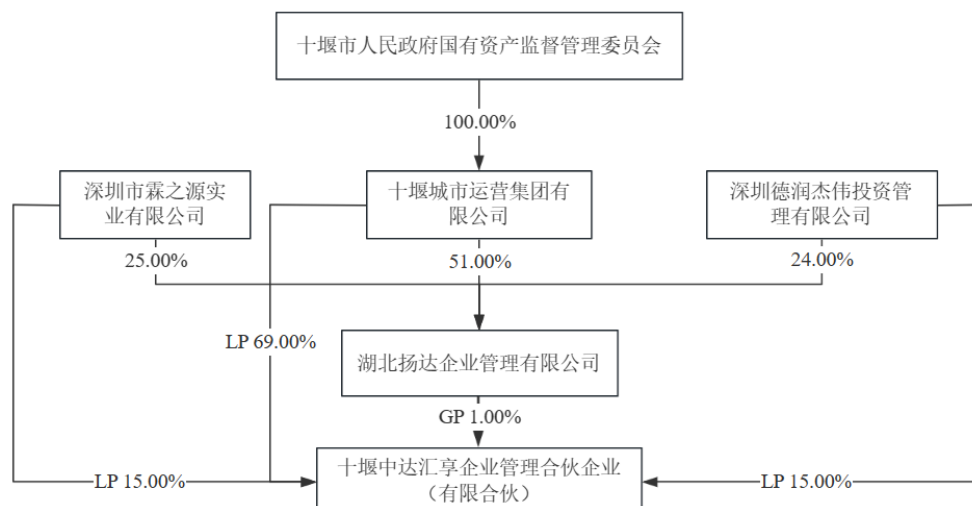 十堰市人民政府国有资产监督管理委员会
100.00%
深圳市霖之源实
业有限公司
十堰城市运营集团有
限公司
深圳德润杰伟投资管
理有限公司
25.00%
51.00%
24.00%
LP 69.00%
湖北扬达企业管理有限公司
GP 1.00%
十堰中达汇享企业管理合伙企业
（有限合伙）
LP 15.00%
LP 15.00%